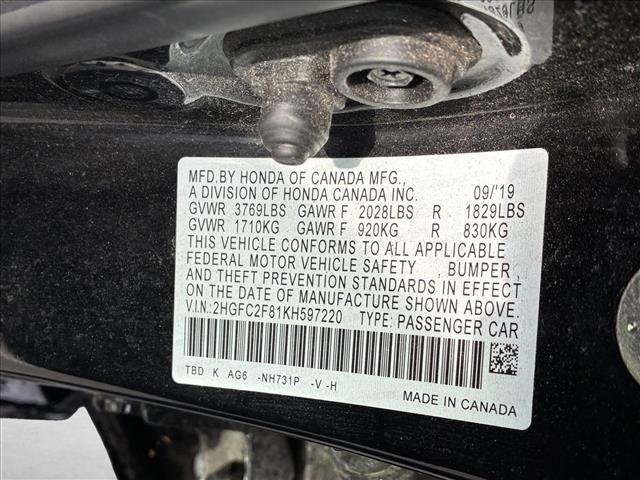 MFD.BY HONDA OF CANADA MFG.,
A DIVISION OF HONDA CANADA INC. 09/'19
GVWR 3769LBS GAWR F 2028LBS R 1829LBS
GVWR 1710KG GAWR F 920KG R 830KG
THIS VEHICLE CONFORMS TO ALL APPLICABLE
FEDERAL MOTOR VEHICLE SAFETY , BUMPER ,
AND THEFT PREVENTION STANDARDS IN EFFECT
ON THE DATE OF MANUFACTURE SHOWN ABOVE.
V.I.N.:2HGFC2F81KH597220 TYPE: PASSENGER CAR
TBD K AG6 -NH731P -V -H
MADE IN CANADA